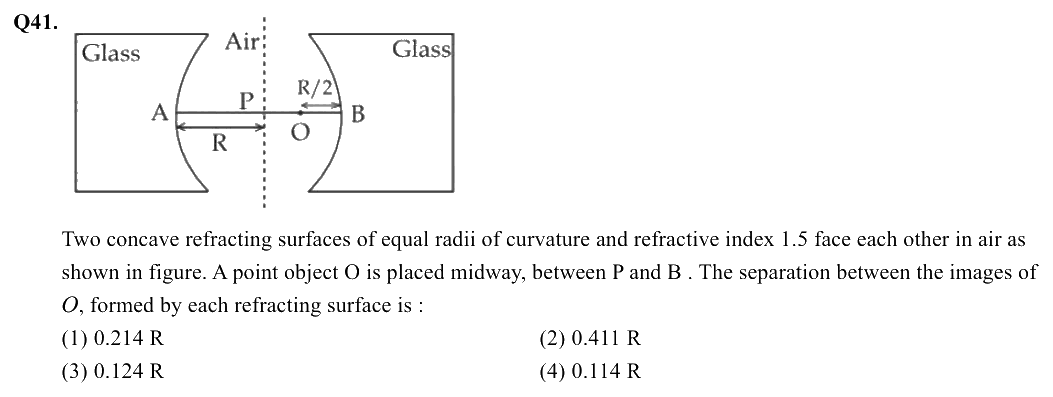 Q41.
Glass
Air
Glass
R/2
P
A
B
O
R
Two concave refracting surfaces of equal radii of curvature and refractive index 1.5 face each other in air as
shown in figure. A point object O is placed midway, between P and B . The separation between the images of
O, formed by each refracting surface is :
(1) 0.214 R
(2) 0.411 R
(3) 0.124 R
(4) 0.114 R